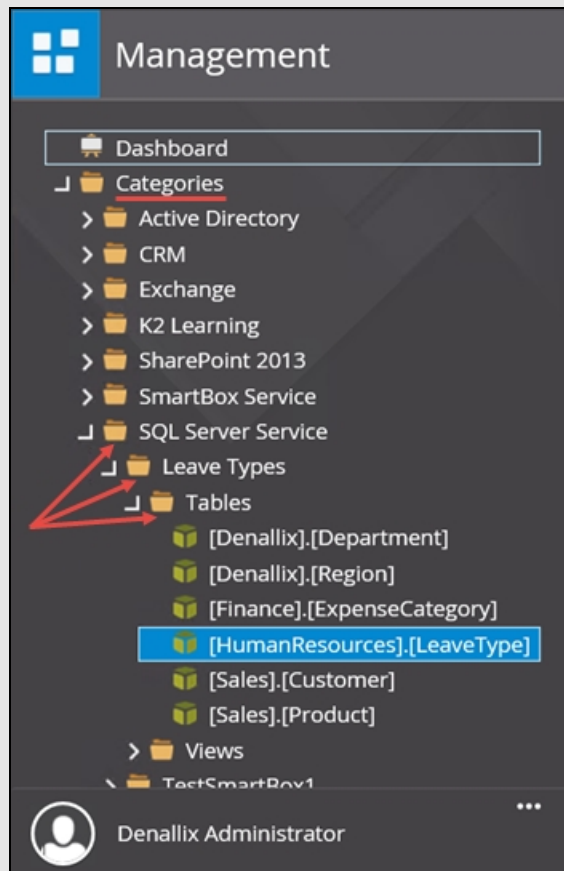 Management
Dashboard
Categories
Active Directory
CRM
Exchange
K2 Learning
SharePoint 2013
SmartBox Service
SQL Server Service
Leave Types
Tables
[Denallix].[Department]
[Denallix].[Region]
[Finance].[ExpenseCategory]
[HumanResources].[LeaveType]
[Sales].[Customer]
[Sales].[Product]
Views
TestSmartBox1
Denallix Administrator